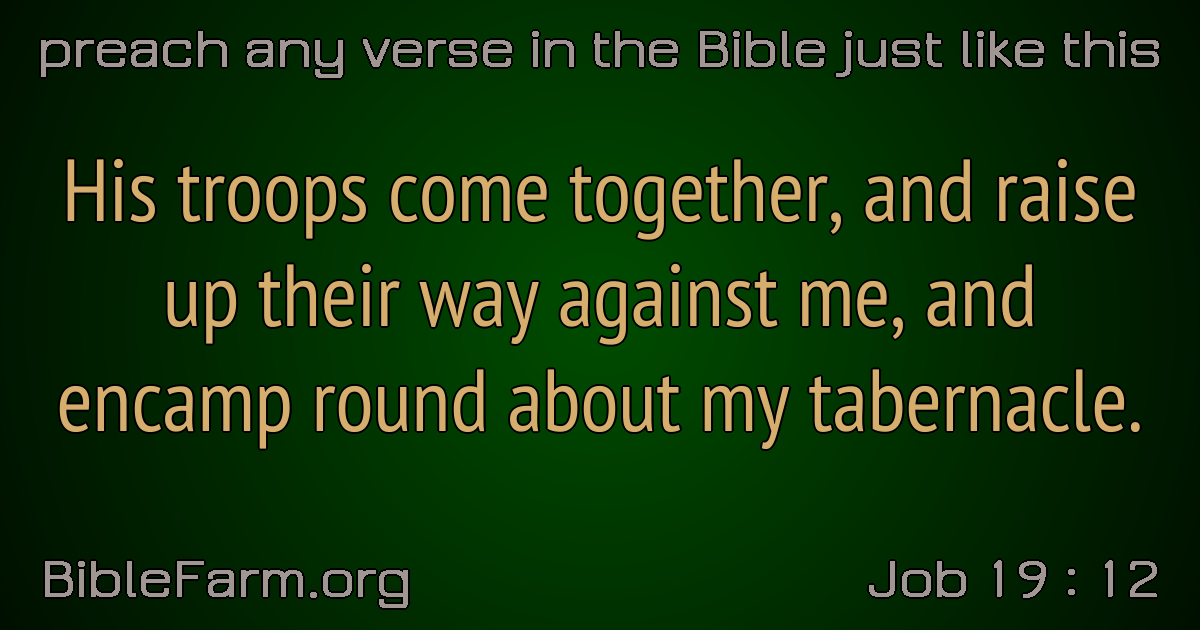 preach any verse in the Bible just like this
His troops come together, and raise
up their way against me, and
encamp round about my tabernacle.
BibleFarm.org
Job 19 : 12